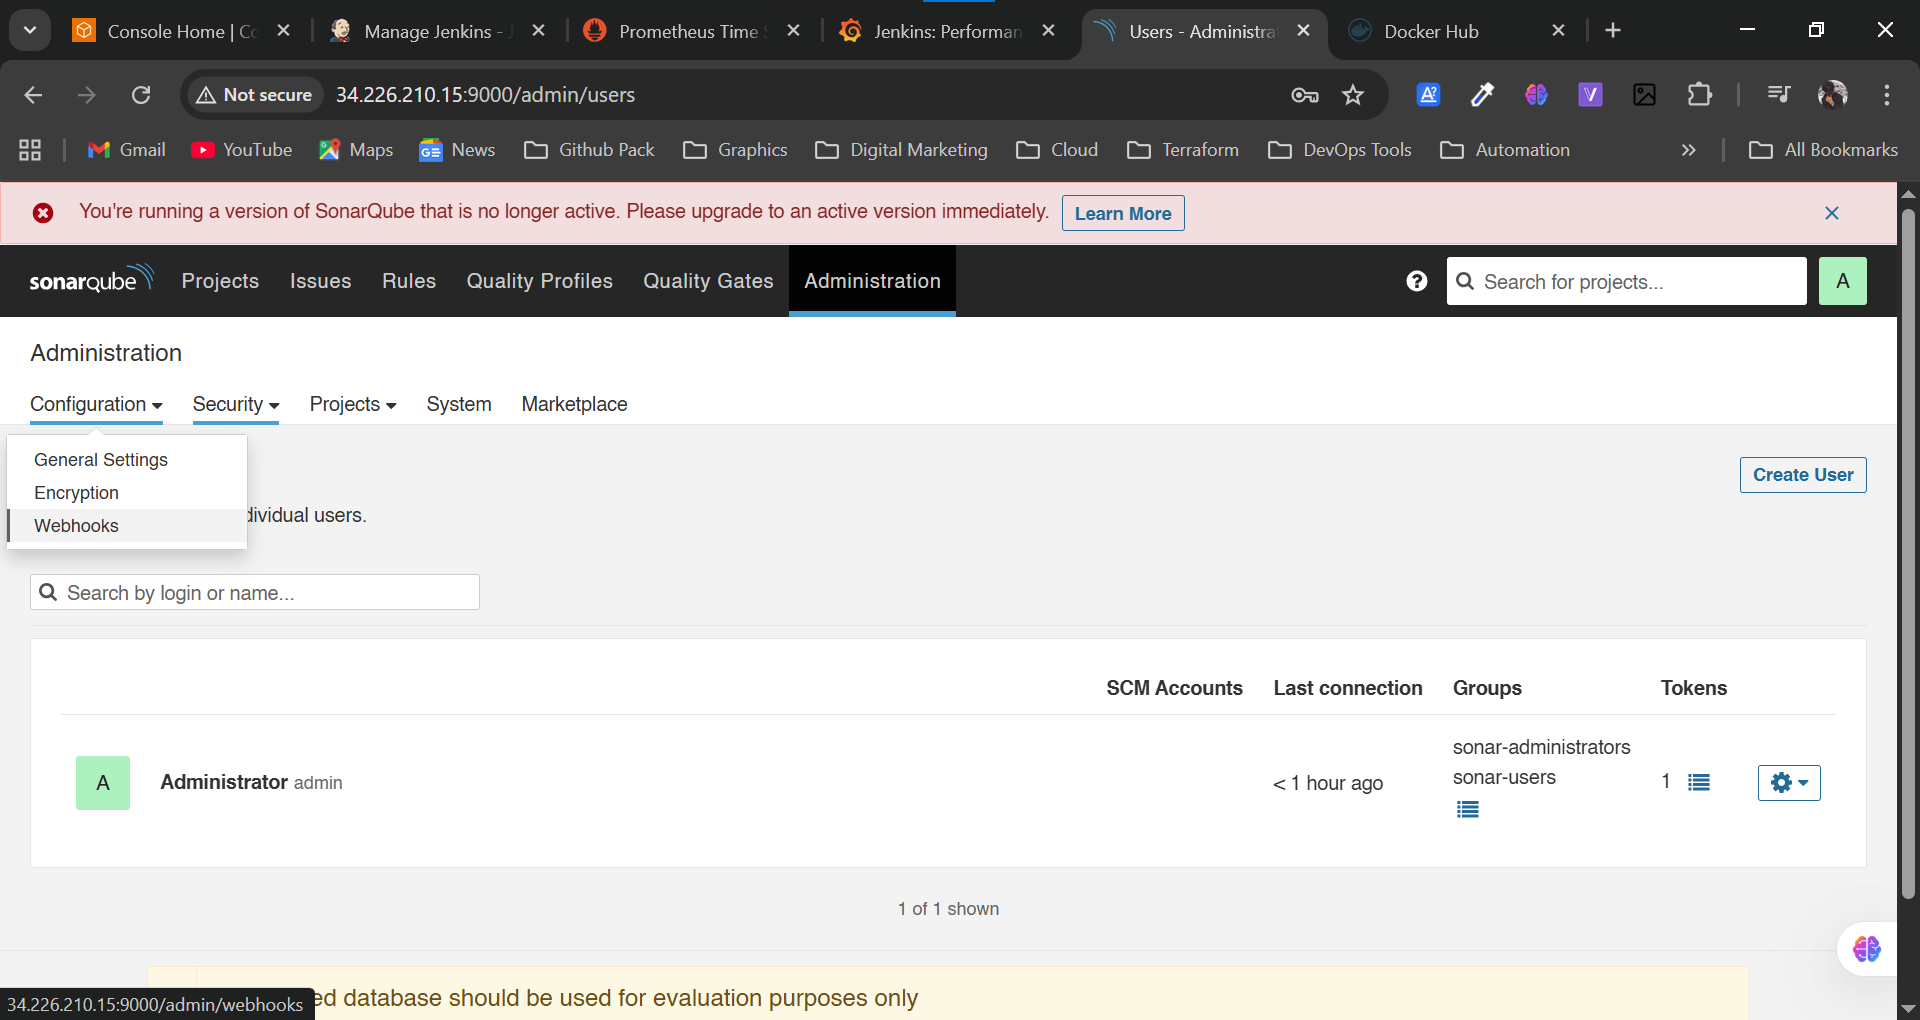 Console Home | Co
Manage Jenkins - J
Prometheus Time S
Jenkins: Performan
Users - Administrat
Docker Hub
Not secure
34.226.210.15:9000/admin/users
Gmail
YouTube
Maps
News
Github Pack
Graphics
Digital Marketing
Cloud
Terraform
DevOps Tools
Automation
All Bookmarks
You're running a version of SonarQube that is no longer active. Please upgrade to an active version immediately.
Learn More
sonarqube
Projects
Issues
Rules
Quality Profiles
Quality Gates
Administration
Search for projects...
A
Administration
Configuration
Security
Projects
System
Marketplace
General Settings
Encryption
Webhooks
Create User
dividual users.
Search by login or name...
SCM Accounts
Last connection
Groups
Tokens
A
Administrator admin
< 1 hour ago
sonar-administrators
sonar-users
1
1 of 1 shown
ed database should be used for evaluation purposes only
34.226.210.15:9000/admin/webhooks